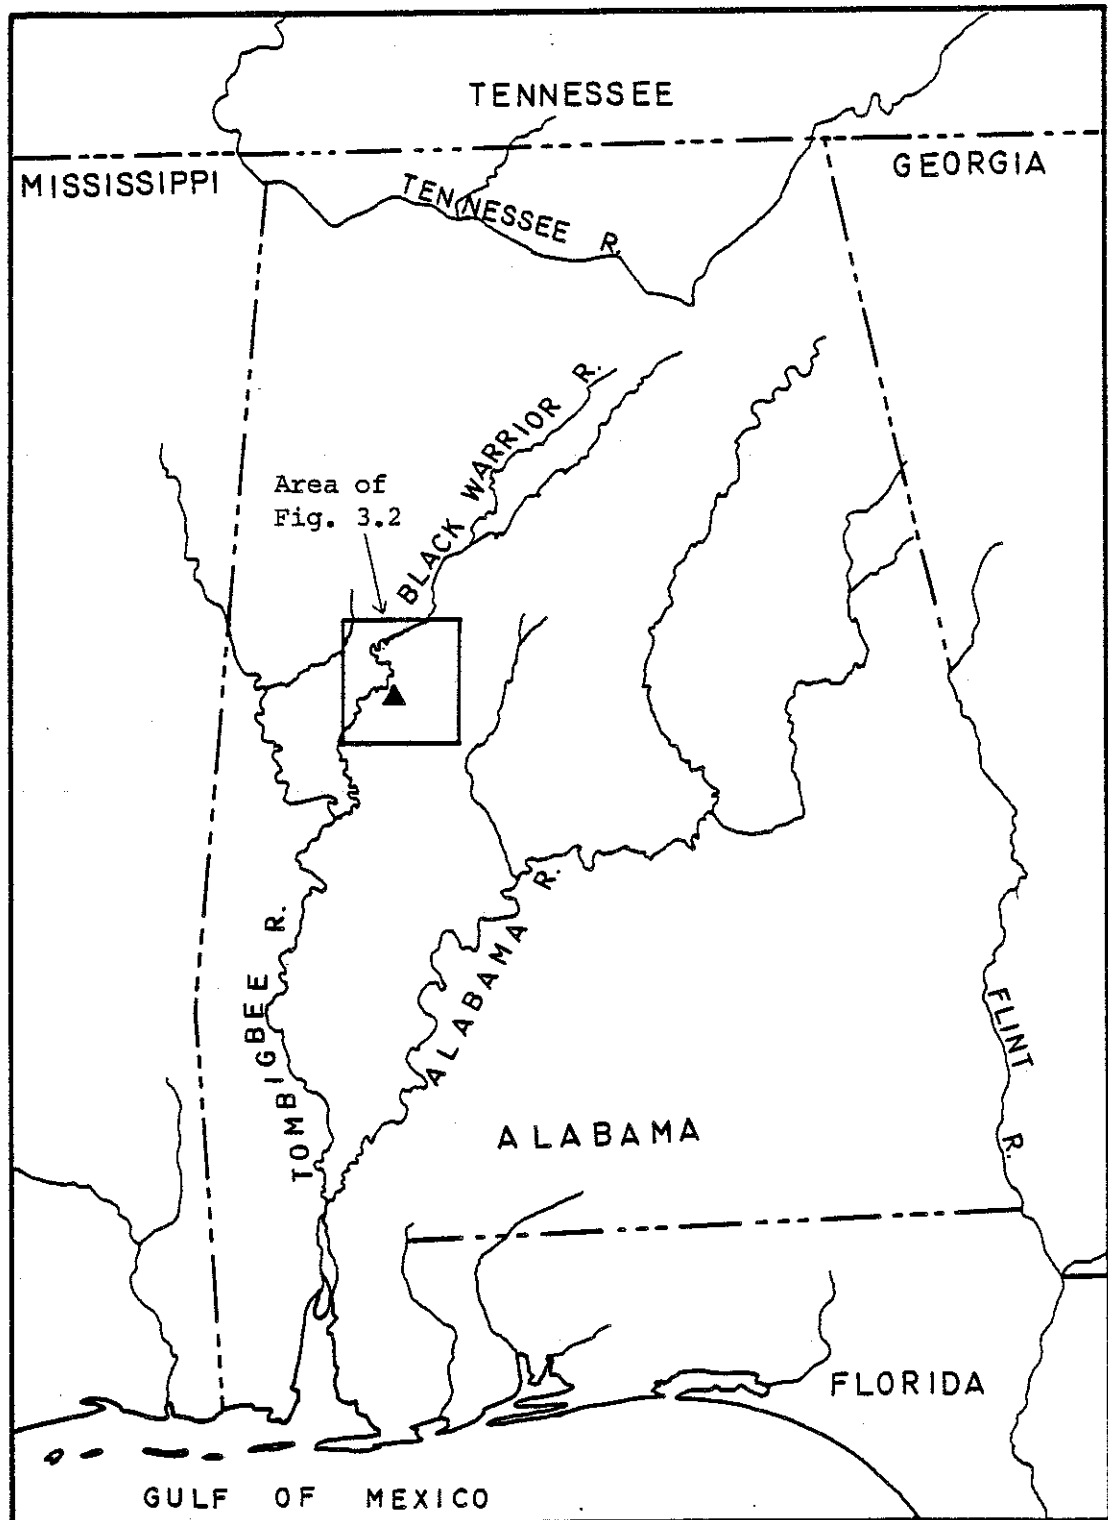 TENNESSEE
MISSISSIPPI
GEORGIA
TENNESSEE R.
BLACK WARRIOR R.
Area of
Fig. 3.2
TOMBIGBEE R.
ALABAMA R.
FLINT R.
ALABAMA
FLORIDA
GULF OF MEXICO